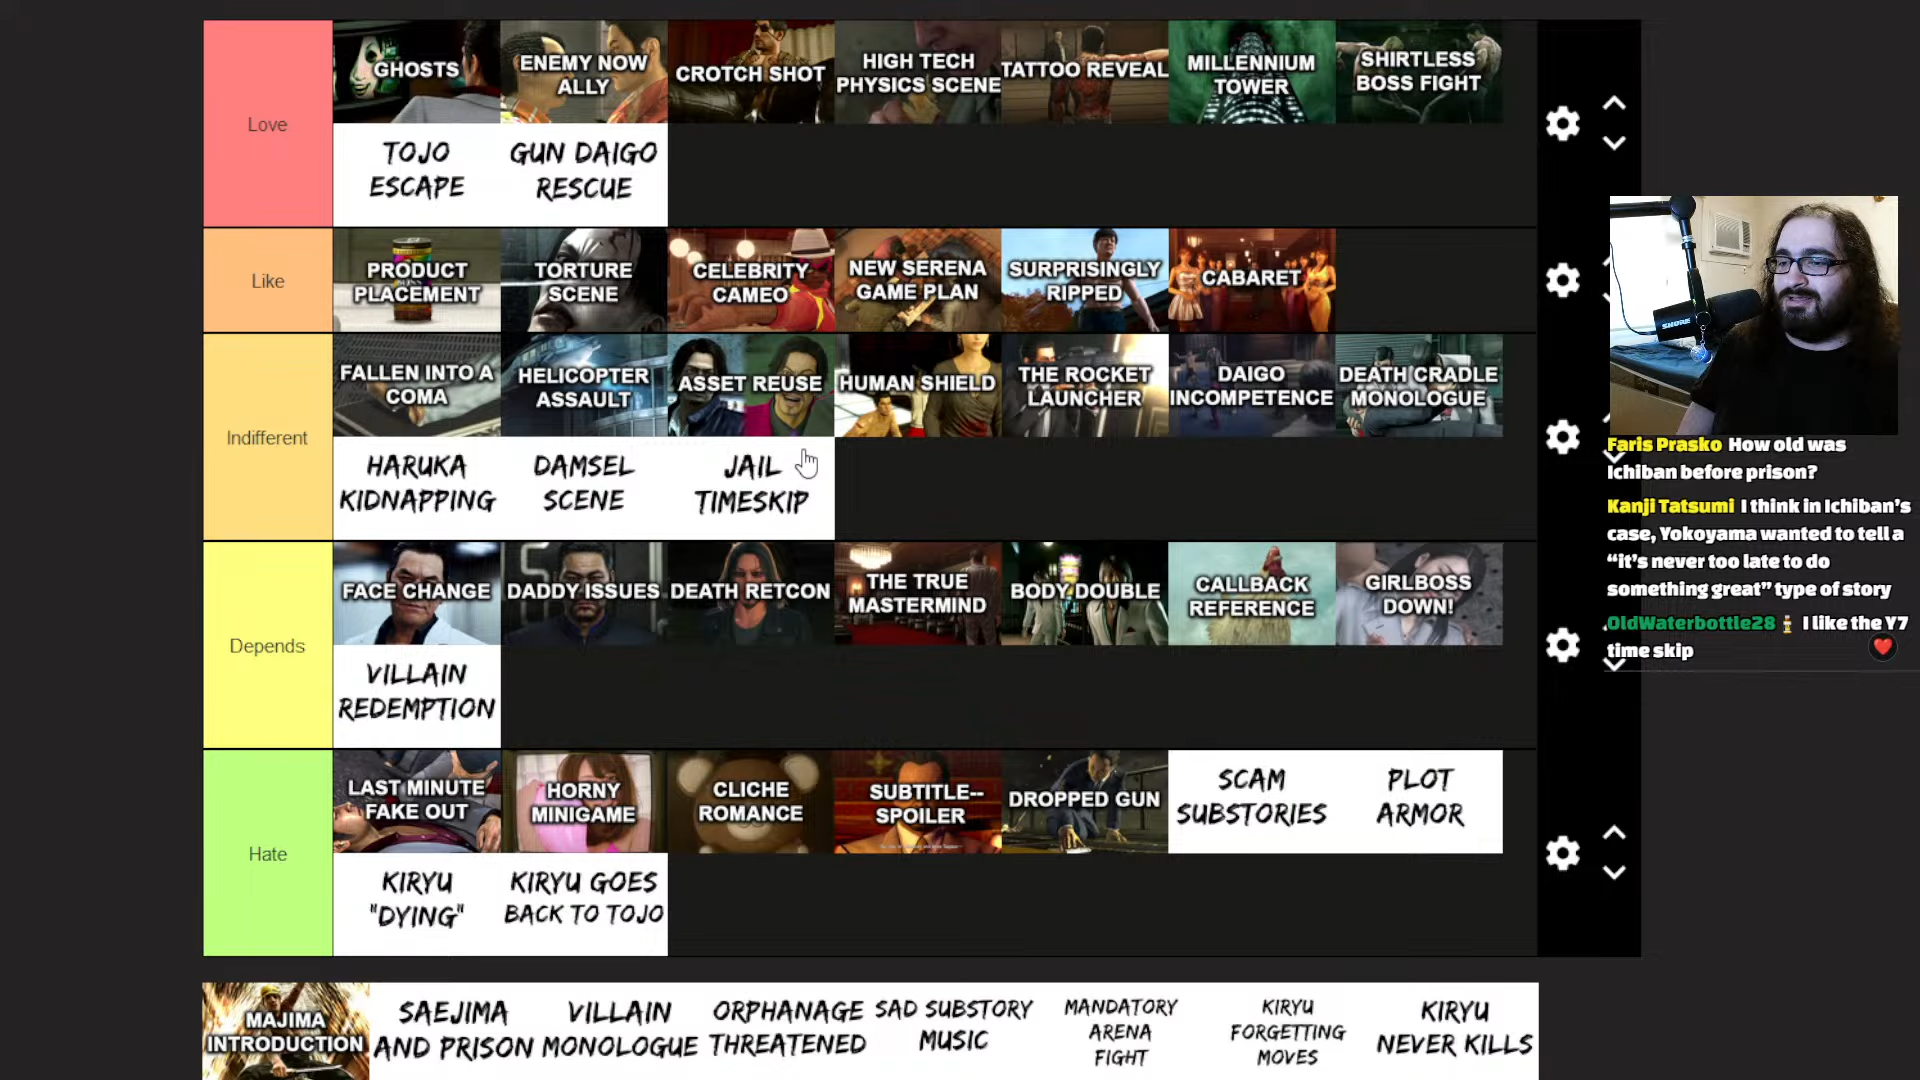 Love
GHOSTS
ENEMY NOW
ALLY
CROTCH SHOT
HIGH TECH
PHYSICS SCENE
TATTOO REVEAL
MILLENNIUM
TOWER
SHIRTLESS
BOSS FIGHT
TOJO
ESCAPE
GUN DAIGO
RESCUE
Like
PRODUCT
PLACEMENT
TORTURE
SCENE
CELEBRITY
CAMEO
NEW SERENA
GAME PLAN
SURPRISINGLY
RIPPED
CABARET
Indifferent
FALLEN INTO A
COMA
HELICOPTER
ASSAULT
ASSET REUSE
HUMAN SHIELD
THE ROCKET
LAUNCHER
DAIGO
INCOMPETENCE
DEATH CRADLE
MONOLOGUE
HARUKA
KIDNAPPING
DAMSEL
SCENE
JAIL
TIMESKIP
Depends
FACE CHANGE
DADDY ISSUES
DEATH RETCON
THE TRUE
MASTERMIND
BODY DOUBLE
CALLBACK
REFERENCE
GIRLBOSS
DOWN!
VILLAIN
REDEMPTION
Hate
LAST MINUTE
FAKE OUT
HORNY
MINIGAME
CLICHE
ROMANCE
SUBTITLE--
SPOILER
DROPPED GUN
SCAM
SUBSTORIES
PLOT
ARMOR
KIRYU
"DYING"
KIRYU GOES
BACK TO TOJO
MAJIMA
INTRODUCTION
SAEJIMA
AND PRISON
VILLAIN
MONOLOGUE
ORPHANAGE
THREATENED
SAD SUBSTORY
MUSIC
MANDATORY
ARENA
FIGHT
KIRYU
FORGETTING
MOVES
KIRYU
NEVER KILLS
SHURE
Faris Prasko How old was
Ichiban before prison?
Kanji Tatsumi I think in Ichiban's
case, Yokoyama wanted to tell a
“it's never too late to do
something great” type of story
OldWaterbottle28 I like the Y7
time skip